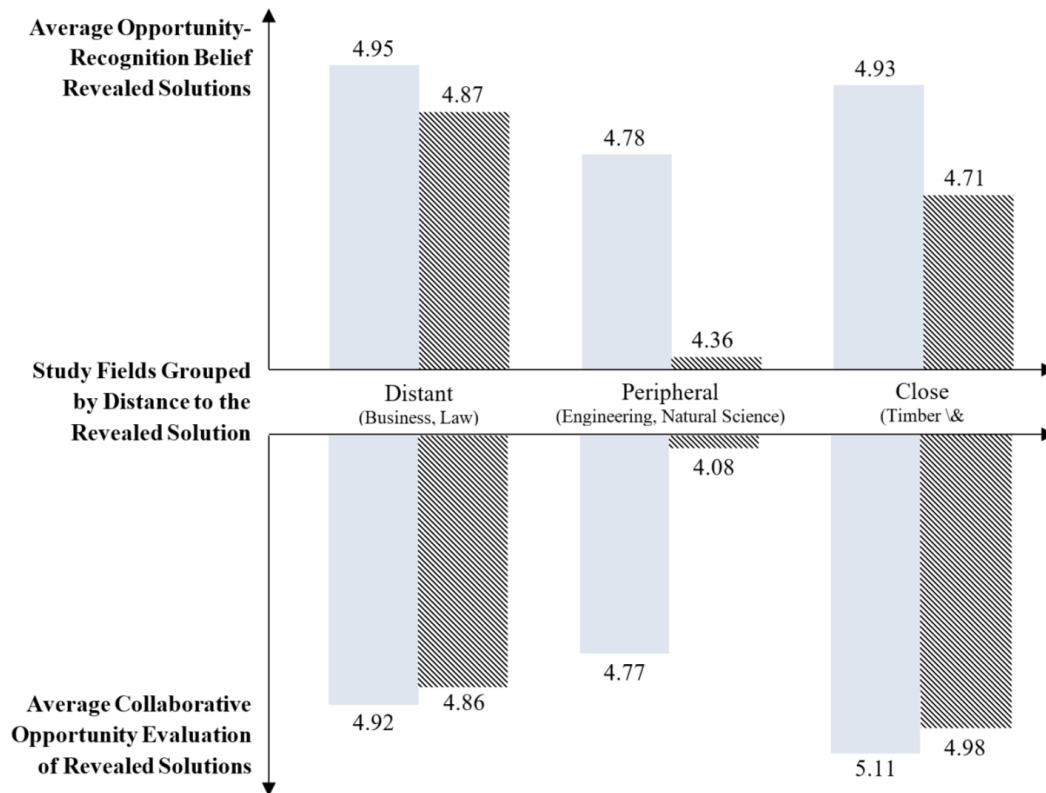 Average Opportunity-
Recognition Belief
Revealed Solutions
4.95
4.87
4.78
4.36
4.93
4.71
Study Fields Grouped
by Distance to the
Revealed Solution
Distant
(Business, Law)
Peripheral
(Engineering, Natural Science)
Close
(Timber \&
4.92
4.86
4.77
4.08
5.11
4.98
Average Collaborative
Opportunity Evaluation
of Revealed Solutions